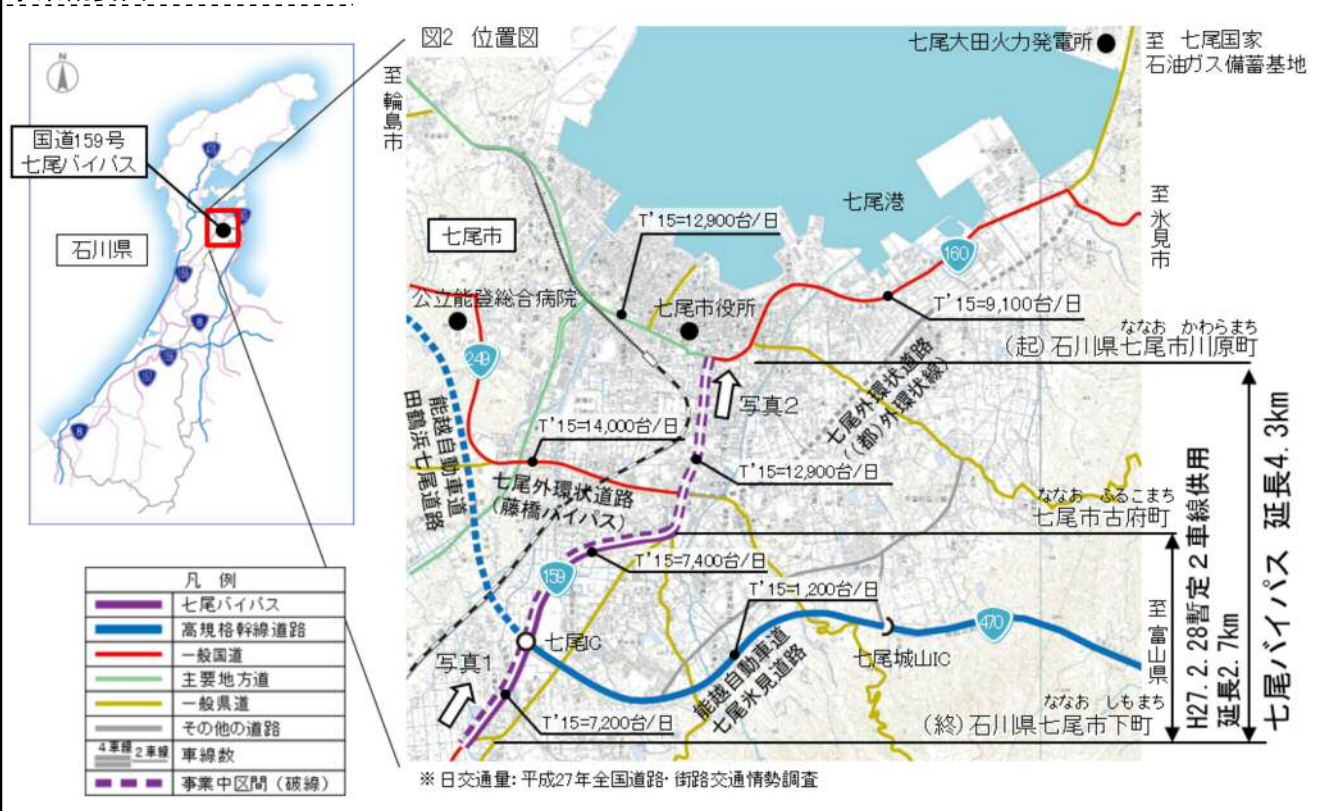 図2 位置図
七尾大田火力発電所
至 七尾国家
石油ガス備蓄基地
至 輪島市
N
国道159号
七尾バイパス
石川県
七尾市
T'15=12,900台/日
七尾港
至 氷見市
160
公立能登総合病院
七尾市役所
T'15=9,100台/日
ななお かわらまち
(起)石川県七尾市川原町
249
七尾外環状道路
((都)外環状線)
写真2
能越自動車道
田鶴浜七尾道路
T'15=14,000台/日
T'15=12,900台/日
七尾外環状道路
(藤橋バイパス)
ななお ふるこまち
七尾市古府町
T'15=7,400台/日
159
T'15=1,200台/日
470
七尾IC
七尾城山IC
至 富山県
写真1
能越自動車道
七尾氷見道路
T'15=7,200台/日
ななお しもまち
(終)石川県七尾市下町
H27.2.28暫定2車線供用
延長2.7km
七尾バイパス 延長4.3km
8
8
凡 例
七尾バイパス
高規格幹線道路
一般国道
主要地方道
一般県道
その他の道路
4車線 2車線 車線数
事業中区間(破線)
※日交通量:平成27年全国道路・街路交通情勢調査